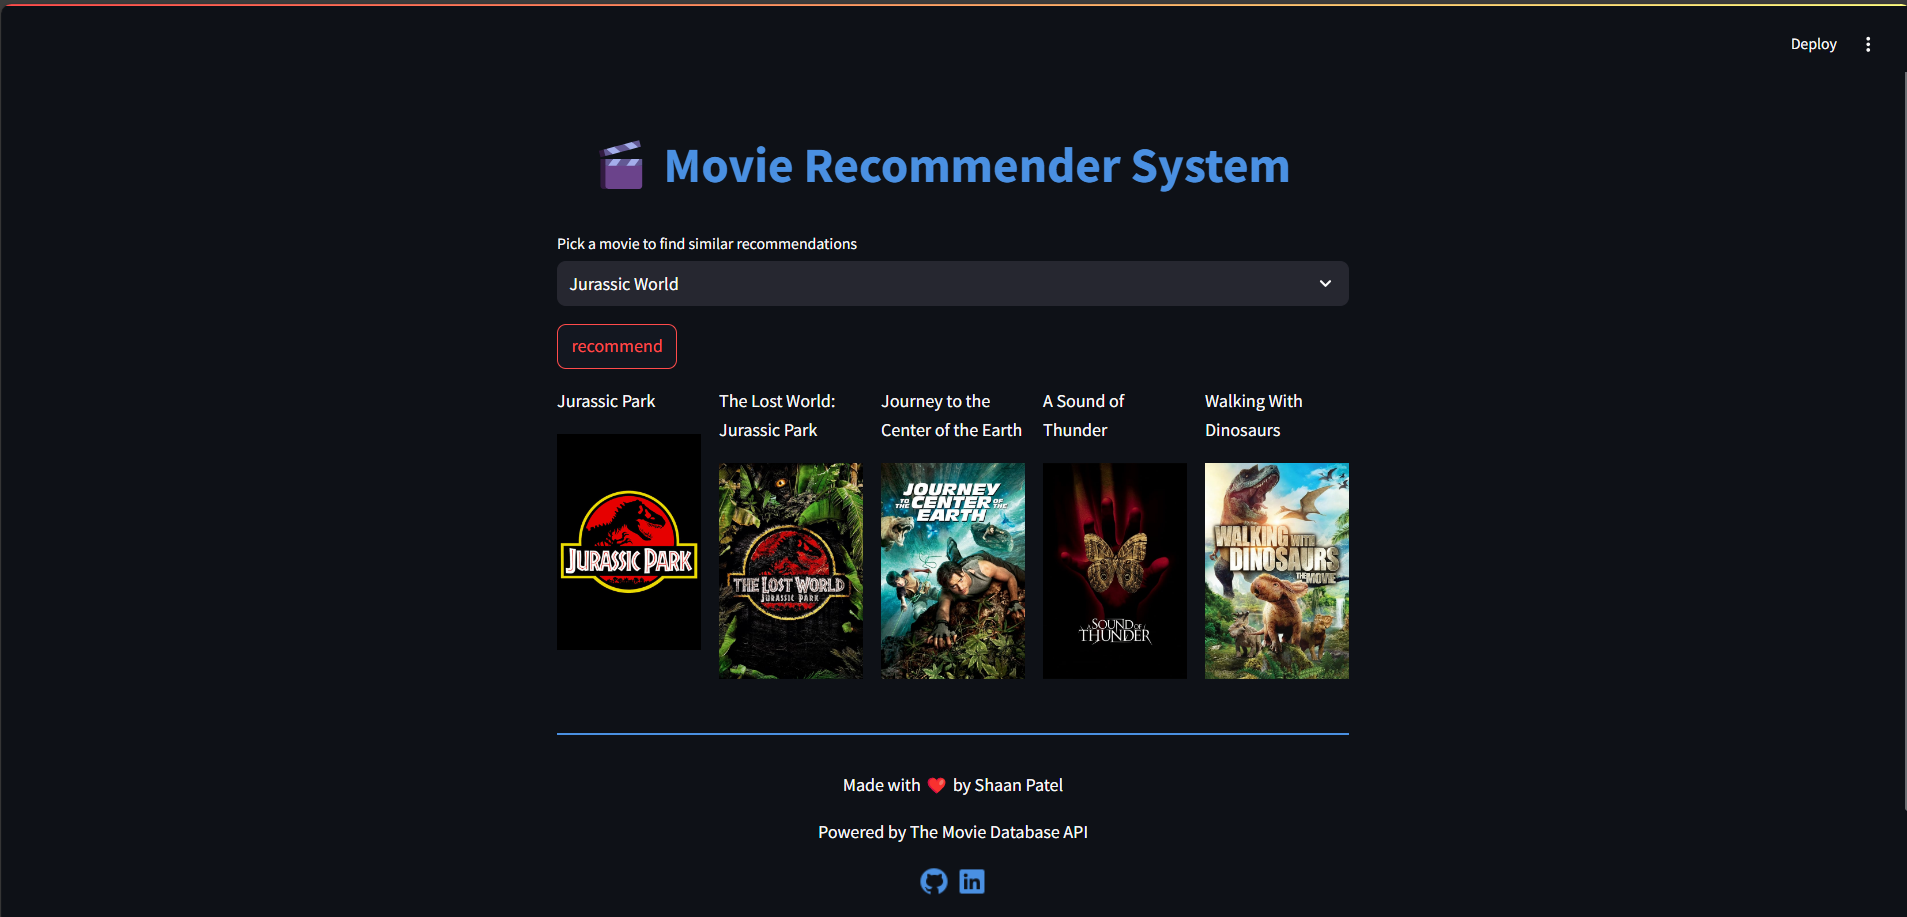 Deploy
Movie Recommender System
Pick a movie to find similar recommendations
Jurassic World
recommend
Jurassic Park
The Lost World:
Jurassic Park
Journey to the
Center of the Earth
A Sound of
Thunder
Walking With
Dinosaurs
JURASSIC PARK
THE LOST WORLD
JURASSIC PARK
JOURNEY
TO THE CENTER OF THE
EARTH
A SOUND OF
THUNDER
WALKING WITH
DINOSAURS
THE MOVIE
Made with ❤️ by Shaan Patel
Powered by The Movie Database API
in